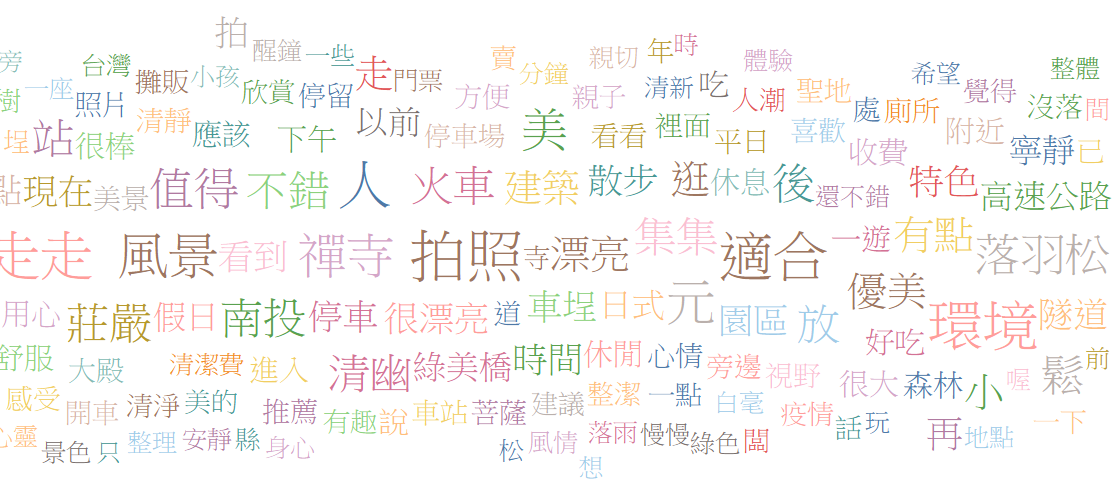 拍 醒鐘 一些 賣 分鐘 親切 年 時 體驗
旁 台灣 攤販 小孩 欣賞 停留 走 門票 方便 親子 清新 吃 人潮 聖地 希望 覺得 整體
樹 一座 照片 清靜 應該 下午 以前 停車場 美 看看 裡面 平日 喜歡 處 廁所 附近 沒落 間
埕 站 很棒 收費 寧靜 己
點 現在 美景 值得 不錯 人 火車 建築 散步 逛 休息 後 還不錯 特色 高速公路
走走 風景 看到 禪寺 拍照 寺 漂亮 集集 適合 一遊 有點 落羽松
用心 莊嚴 假日 南投 停車 很漂亮 道 車埕 日式 元 園區 放 優美 環境 隧道
舒服 大殿 清潔費 進入 清幽 綠美橋 時間 休閒 心情 旁邊 視野 好吃 很大 森林 小 喔 鬆 前
感受 開車 清淨 美的 推薦 有趣 說 車站 菩薩 建議 整潔 一點 白毫 疫情 話 玩 再 地點 一下
心靈 景色 只 整理 安靜 縣 身心 松 風情 落雨 慢慢 綠色 闆
想